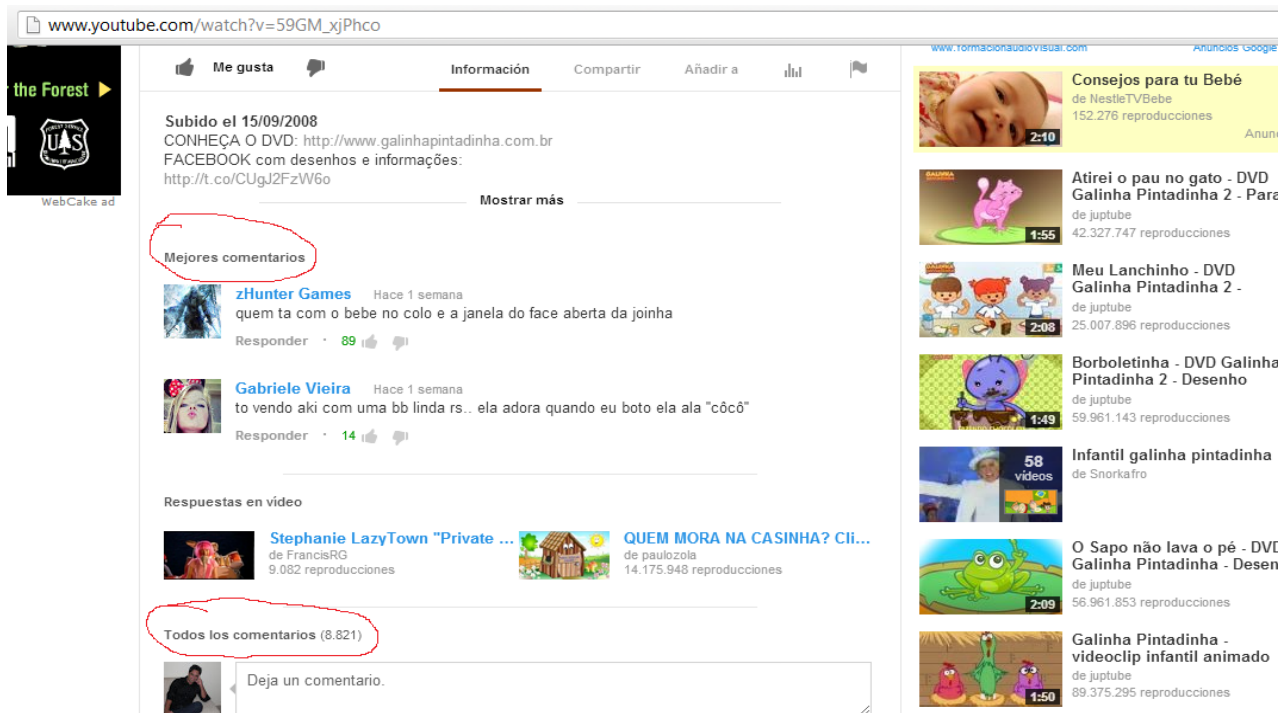 www.youtube.com/watch?v=59GM_xjPhco
the Forest
UAS
WebCake ad
Me gusta
Información
Compartir
Añadir a
Subido el 15/09/2008
CONHEÇA O DVD: http://www.galinhapintadinha.com.br
FACEBOOK com desenhos e informações:
http://t.co/CUgJ2FzW6o
Mostrar más
Mejores comentarios
zHunter Games Hace 1 semana
quem ta com o bebe no colo e a janela do face aberta da joinha
Responder · 89
Gabriele Vieira Hace 1 semana
to vendo aki com uma bb linda rs.. ela adora quando eu boto ela ala "côcô"
Responder · 14
Respuestas en vídeo
Stephanie LazyTown "Private ...
de FrancisRG
9.082 reproducciones
QUEM MORA NA CASINHA? Cli...
de paulozola
14.175.948 reproducciones
Todos los comentarios (8.821)
Deja un comentario.
www.formacionaudiovisual.com
Anuncios Google
2:10
Consejos para tu Bebé
de NestleTVBebe
152.276 reproducciones
Anunc
1:55
Atirei o pau no gato - DVD
Galinha Pintadinha 2 - Para
de juptube
42.327.747 reproducciones
2:08
Meu Lanchinho - DVD
Galinha Pintadinha 2 -
de juptube
25.007.896 reproducciones
1:49
Borboletinha - DVD Galinha
Pintadinha 2 - Desenho
de juptube
59.961.143 reproducciones
58
vídeos
Infantil galinha pintadinha
de Snorkafro
2:09
O Sapo não lava o pé - DVD
Galinha Pintadinha - Desen
de juptube
56.961.853 reproducciones
1:50
Galinha Pintadinha -
videoclip infantil animado
de juptube
89.375.295 reproducciones